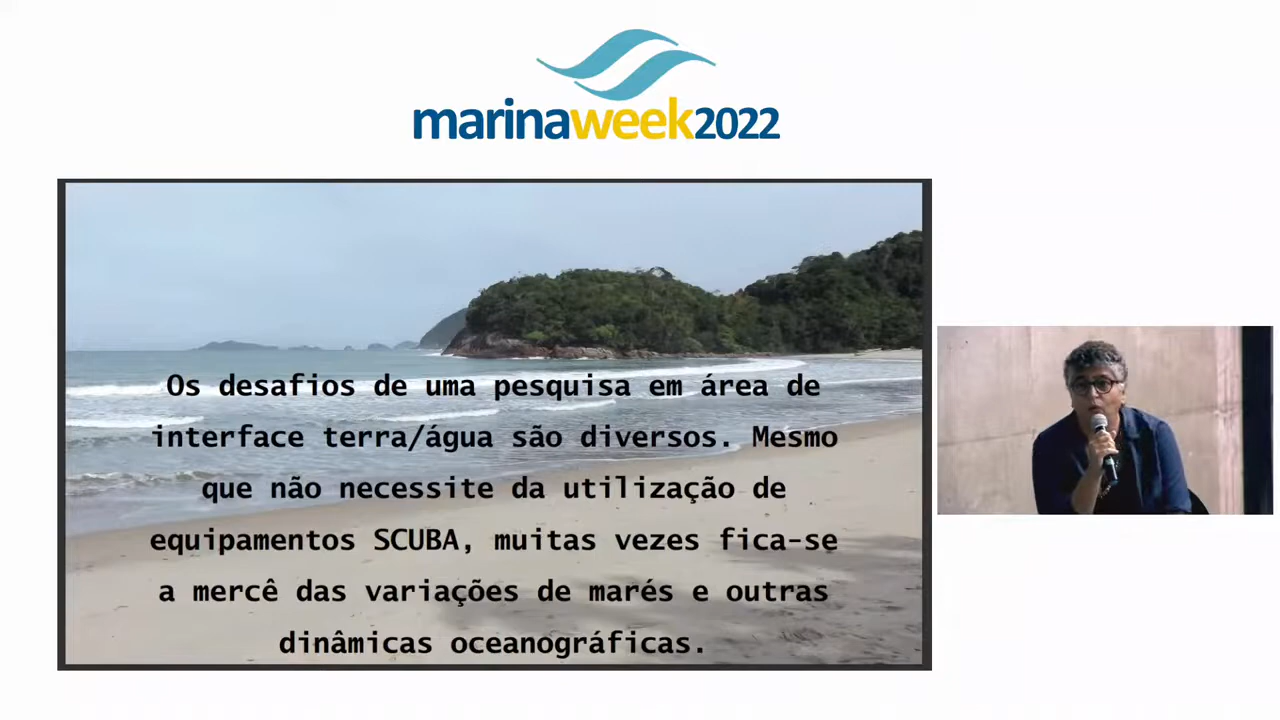 marinaweek2022
Os desafios de uma pesquisa em área de
interface terra/água são diversos. Mesmo
que não necessite da utilização de
equipamentos SCUBA, muitas vezes fica-se
a mercê das variações de marés e outras
dinâmicas oceanográficas.